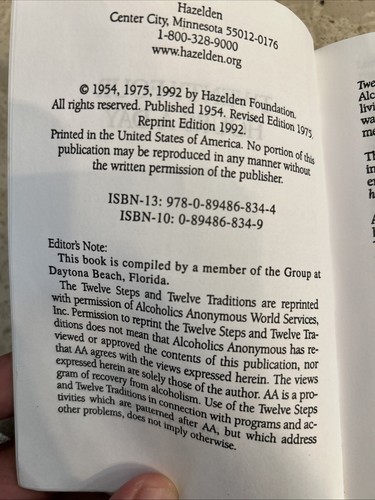 Hazelden
Center City, Minnesota 55012-0176
1-800-328-9000
www.hazelden.org
© 1954, 1975, 1992 by Hazelden Foundation.
All rights reserved. Published 1954. Revised Edition 1975.
Reprint Edition 1992.
Printed in the United States of America. No portion of this
publication may be reproduced in any manner without
the written permission of the publisher.
ISBN-13: 978-0-89486-834-4
ISBN-10: 0-89486-834-9
Editor's Note:
This book is compiled by a member of the Group at
Daytona Beach, Florida.
The Twelve Steps and Twelve Traditions are reprinted
with permission of Alcoholics Anonymous World Services,
Inc. Permission to reprint the Twelve Steps and Twelve Tra-
ditions does not mean that Alcoholics Anonymous has re-
viewed or approved the contents of this publication, nor
that AA agrees with the views expressed herein. The views
expressed herein are solely those of the author. AA is a pro-
gram of recovery from alcoholism. Use of the Twelve Steps
and Twelve Traditions in connection with programs and ac-
tivities which are patterned after AA, but which address
other problems, does not imply otherwise.